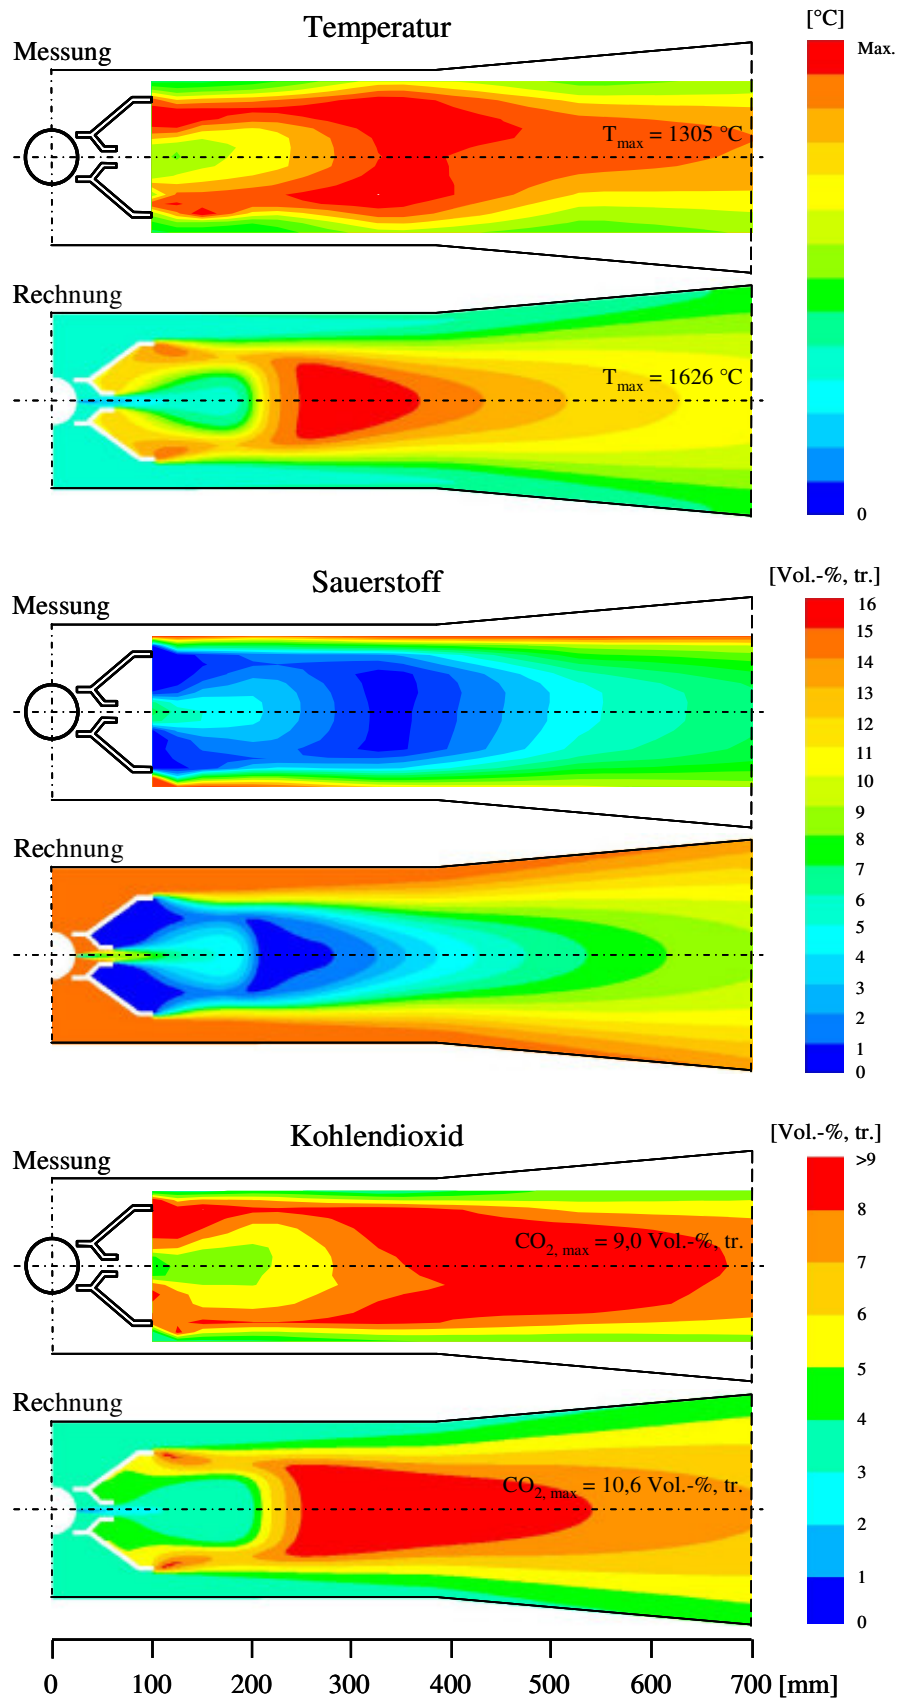 Temperatur
[°C]
Messung
Max.
T_max = 1305 °C
Rechnung
T_max = 1626 °C
0
Sauerstoff
[Vol.-%, tr.]
Messung
16
15
14
13
12
11
10
9
8
7
6
5
4
3
2
1
0
Rechnung
Kohlendioxid
[Vol.-%, tr.]
Messung
>9
8
7
6
5
4
3
2
1
0
CO_2, max = 9,0 Vol.-%, tr.
Rechnung
CO_2, max = 10,6 Vol.-%, tr.
0 100 200 300 400 500 600 700 [mm]